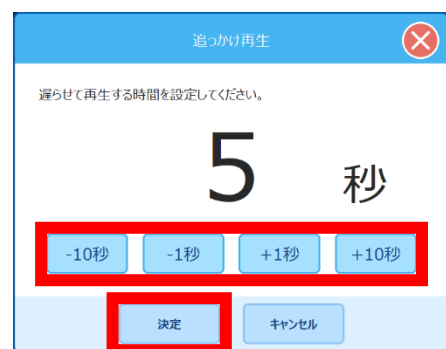 追っかけ再生
遅らせて再生する時間を設定してください。
5 秒
-10秒 -1秒 +1秒 +10秒
決定 キャンセル